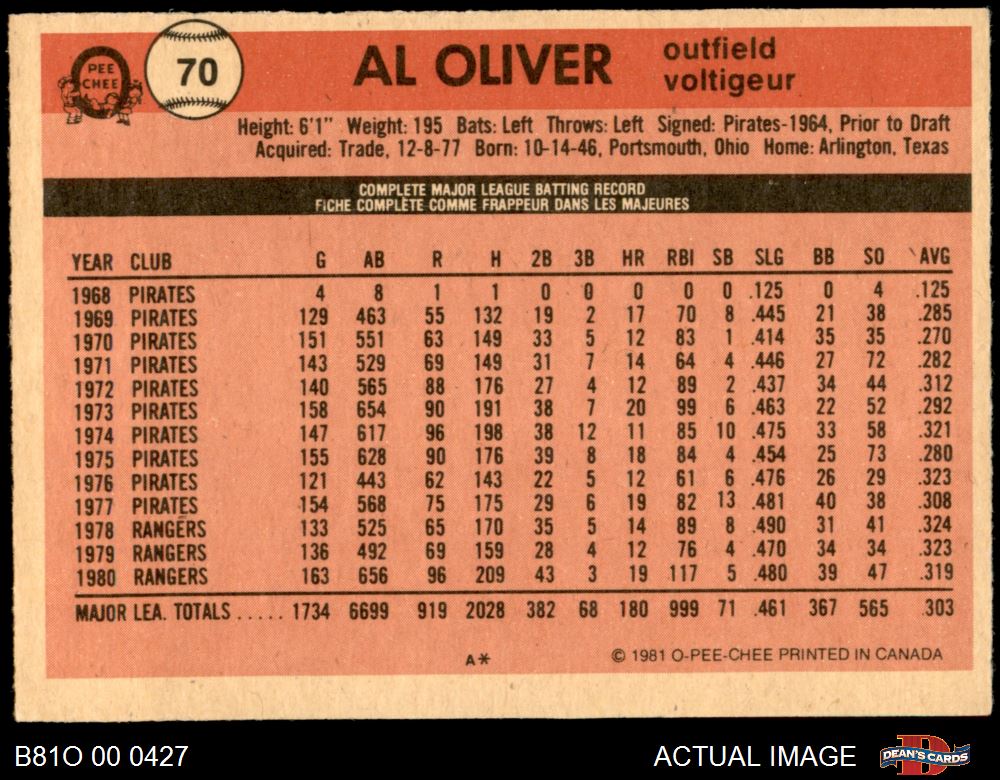 PEE CHEE
70
AL OLIVER
outfield
voltigeur
Height: 6'1" Weight: 195 Bats: Left Throws: Left Signed: Pirates-1964, Prior to Draft
Acquired: Trade, 12-8-77 Born: 10-14-46, Portsmouth, Ohio Home: Arlington, Texas
COMPLETE MAJOR LEAGUE BATTING RECORD
FICHE COMPLÈTE COMME FRAPPEUR DANS LES MAJEURES
YEAR CLUB G AB R H 2B 3B HR RBI SB SLG BB SO AVG
1968 PIRATES 4 8 1 1 0 0 0 0 0 .125 0 4 .125
1969 PIRATES 129 463 55 132 19 2 17 70 8 .445 21 38 .285
1970 PIRATES 151 551 63 149 33 5 12 83 1 .414 35 35 .270
1971 PIRATES 143 529 69 149 31 7 14 64 4 .446 27 72 .282
1972 PIRATES 140 565 88 176 27 4 12 89 2 .437 34 44 .312
1973 PIRATES 158 654 90 191 38 7 20 99 6 .463 22 52 .292
1974 PIRATES 147 617 96 198 38 12 11 85 10 .475 33 58 .321
1975 PIRATES 155 628 90 176 39 8 18 84 4 .454 25 73 .280
1976 PIRATES 121 443 62 143 22 5 12 61 6 .476 26 29 .323
1977 PIRATES 154 568 75 175 29 6 19 82 13 .481 40 38 .308
1978 RANGERS 133 525 65 170 35 5 14 89 8 .490 31 41 .324
1979 RANGERS 136 492 69 159 28 4 12 76 4 .470 34 34 .323
1980 RANGERS 163 656 96 209 43 3 19 117 5 .480 39 47 .319
MAJOR LEA. TOTALS ..... 1734 6699 919 2028 382 68 180 999 71 .461 367 565 .303
A*
© 1981 O-PEE-CHEE PRINTED IN CANADA
B81O 00 0427
ACTUAL IMAGE
DEAN'S CARDS